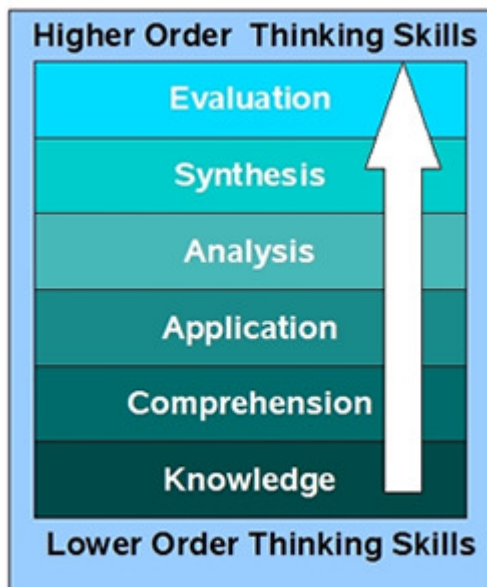 Higher Order Thinking Skills
Evaluation
Synthesis
Analysis
Application
Comprehension
Knowledge
Lower Order Thinking Skills